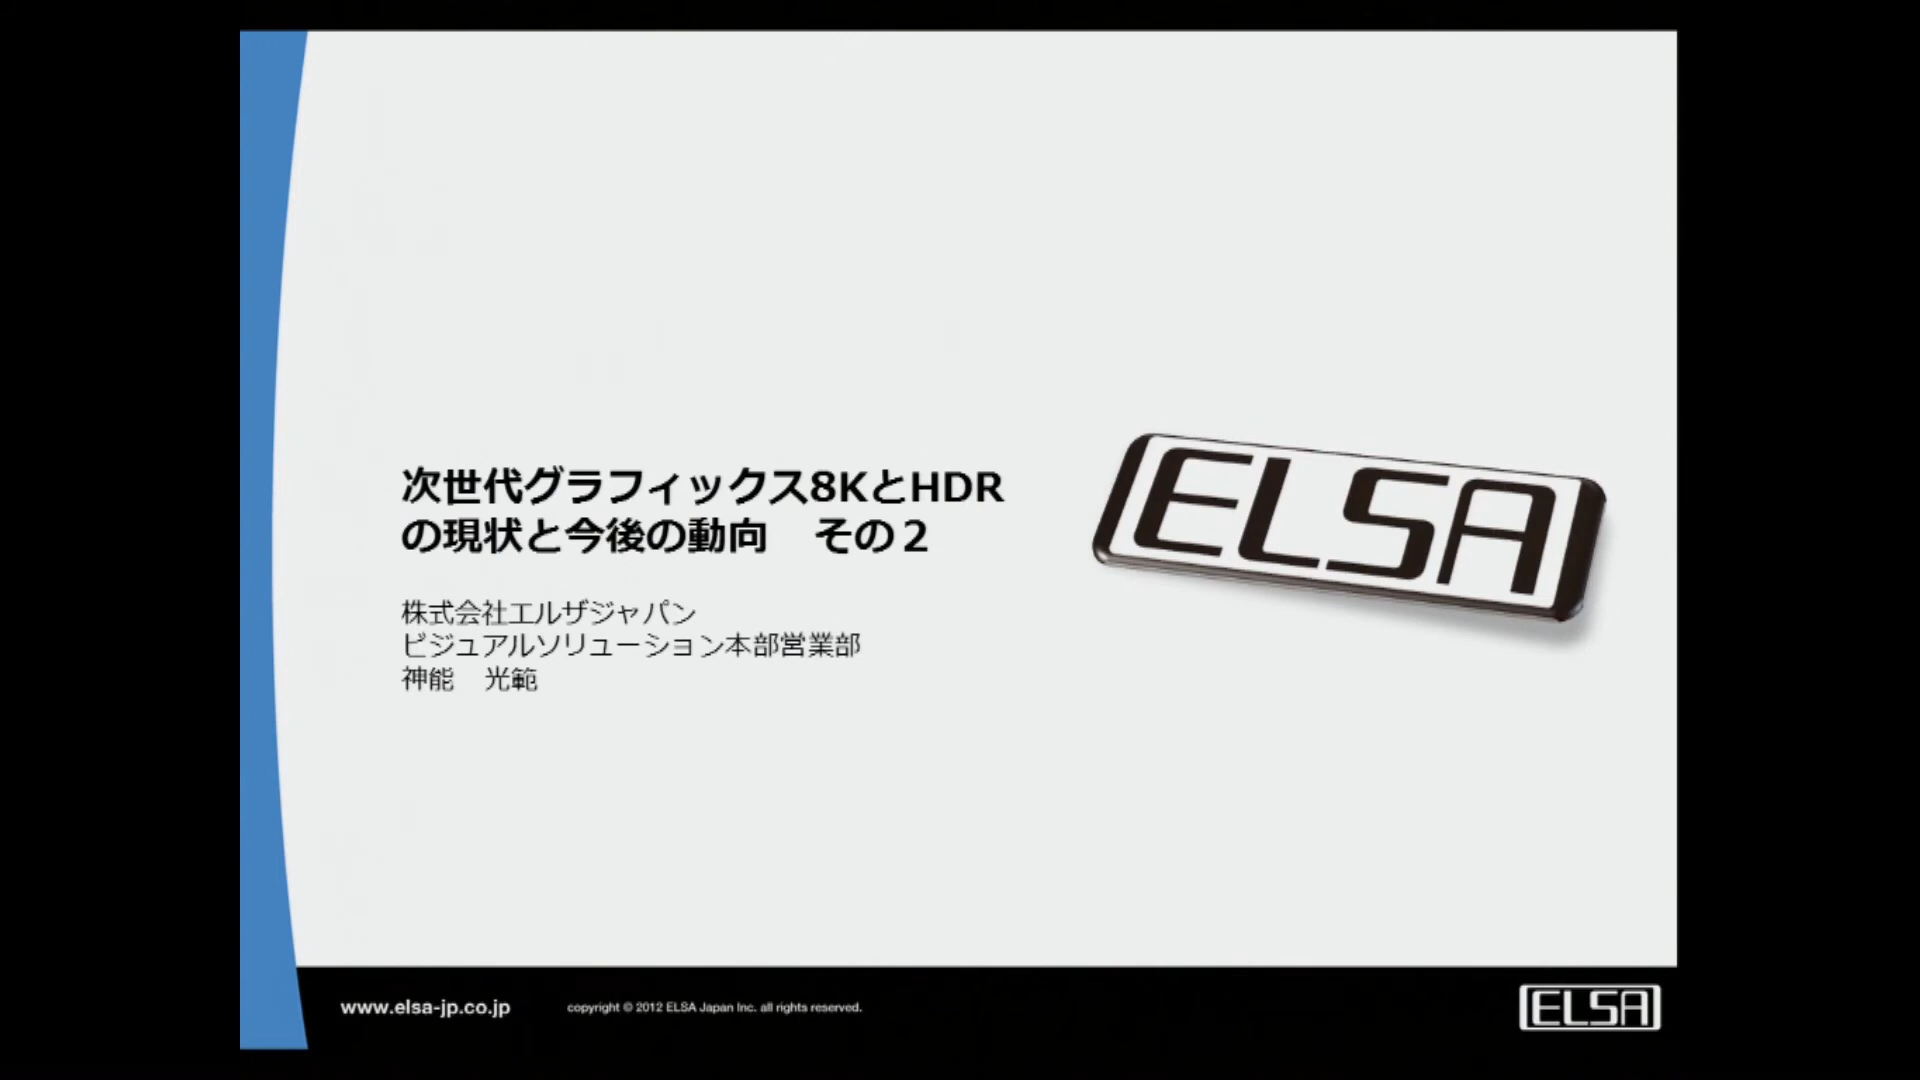 次世代グラフィックス8KとHDR
の現状と今後の動向　その２
株式会社エルザジャパン
ビジュアルソリューション本部営業部
神能　光範
ELSA
www.elsa-jp.co.jp
copyright © 2012 ELSA Japan Inc. all rights reserved.
ELSA